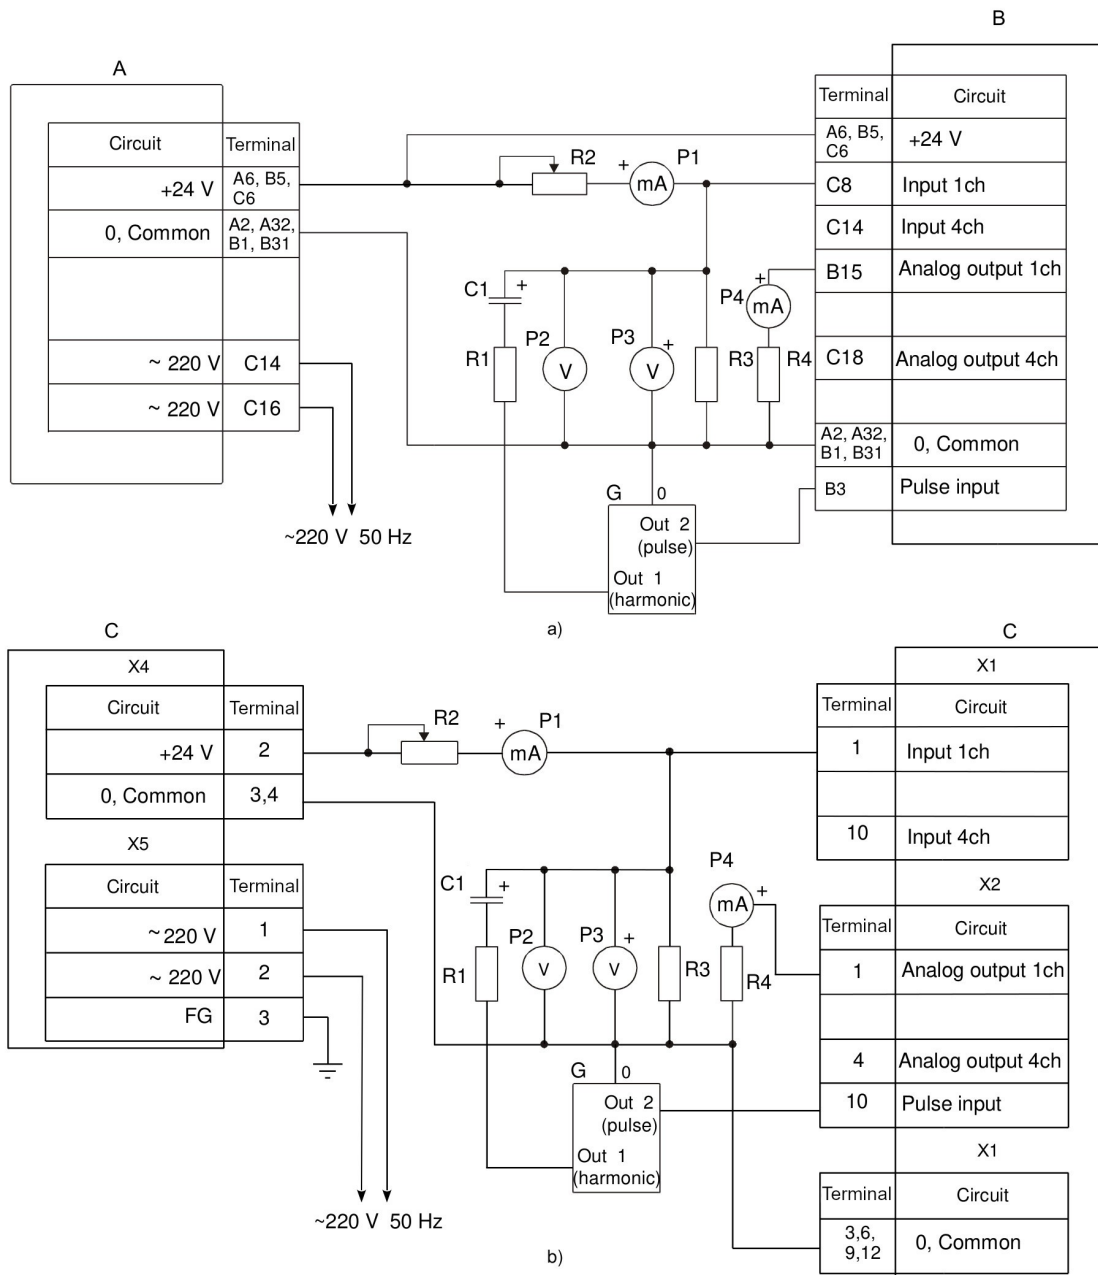 B
A
Terminal Circuit
A6, B5, C6 +24 V
Circuit Terminal
+24 V A6, B5, C6
R2 + P1
mA
C8 Input 1ch
0, Common A2, A32, B1, B31
C14 Input 4ch
B15 Analog output 1ch
C1 +
P4 +
mA
P2
V
P3 +
V
R1
R3
R4
C18 Analog output 4ch
~ 220 V C14
~ 220 V C16
A2, A32, B1, B31 0, Common
B3 Pulse input
G 0
Out 2
(pulse)
Out 1
(harmonic)
~220 V 50 Hz
a)
C
C
X4
X1
Circuit Terminal
Terminal Circuit
+24 V 2
R2 + P1
mA
1 Input 1ch
0, Common 3,4
10 Input 4ch
X5
X2
Circuit Terminal
C1 +
P4
mA +
Terminal Circuit
~ 220 V 1
~ 220 V 2
FG 3
R1
P2
V
P3 +
V
R3
R4
1 Analog output 1ch
4 Analog output 4ch
10 Pulse input
G 0
Out 2
(pulse)
Out 1
(harmonic)
X1
Terminal Circuit
3,6,
9,12 0, Common
~220 V 50 Hz
b)